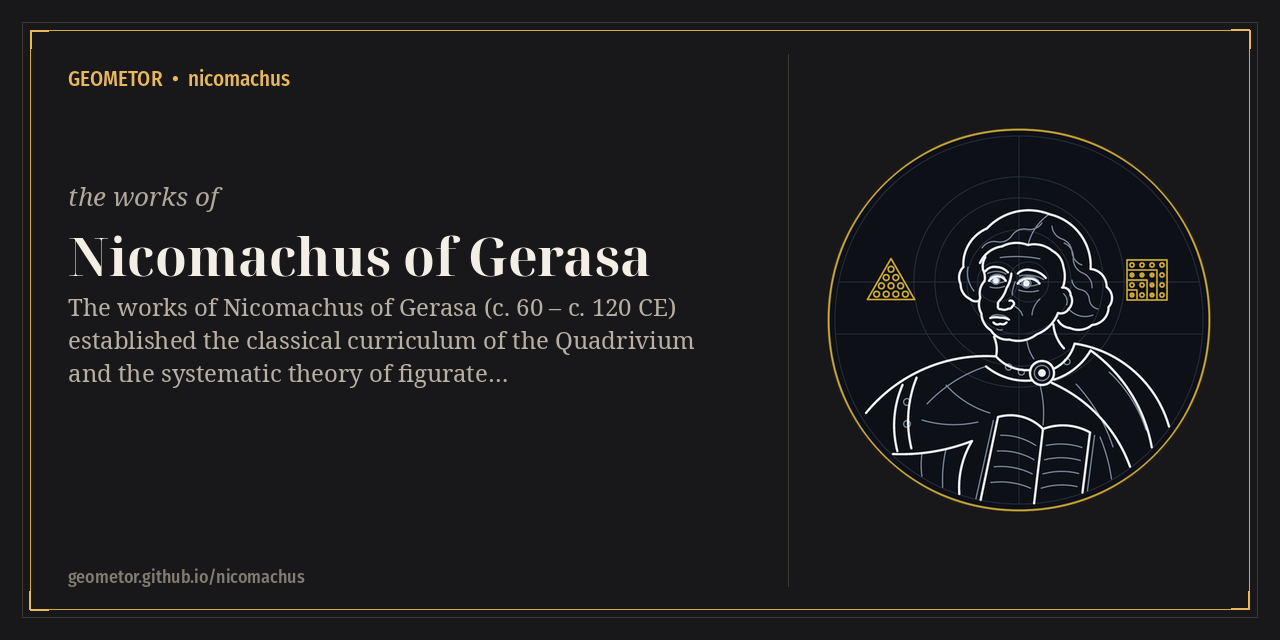 GEOMETOR • nicomachus
the works of
Nicomachus of Gerasa
The works of Nicomachus of Gerasa (c. 60 – c. 120 CE)
established the classical curriculum of the Quadrivium
and the systematic theory of figurate...
geometor.github.io/nicomachus